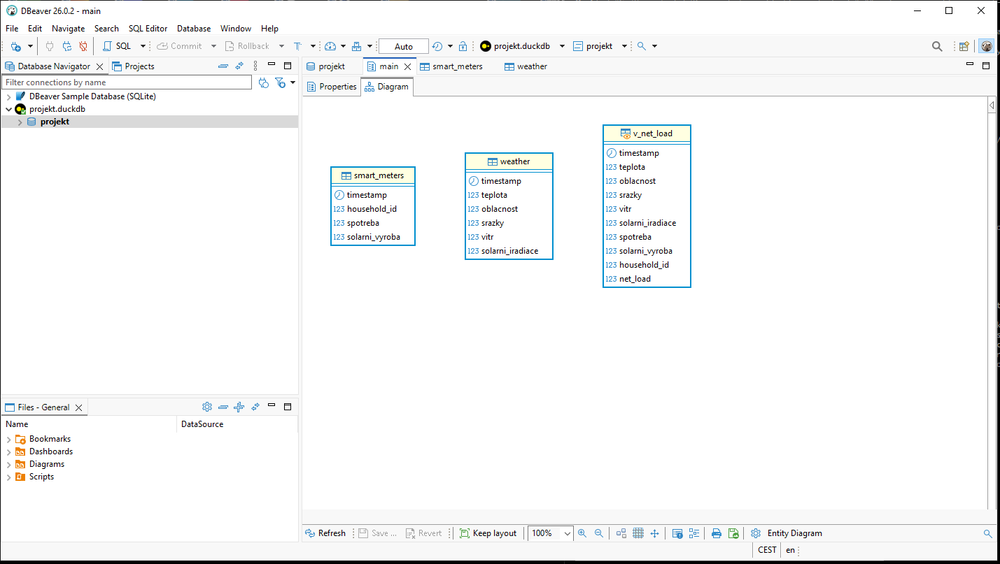 DBeaver 26.0.2 - main
File Edit Navigate Search SQL Editor Database Window Help
SQL Commit Rollback T Auto projekt.duckdb projekt
Database Navigator Projects
projekt main smart_meters weather
Filter connections by name
Properties Diagram
DBeaver Sample Database (SQLite)
projekt.duckdb
projekt
smart_meters
timestamp
123 household_id
123 spotreba
123 solarni_vyroba
weather
timestamp
123 teplota
123 oblacnost
123 srazky
123 vitr
123 solarni_iradiace
v_net_load
timestamp
123 teplota
123 oblacnost
123 srazky
123 vitr
123 solarni_iradiace
123 spotreba
123 solarni_vyroba
123 household_id
123 net_load
Files - General
Name DataSource
Bookmarks
Dashboards
Diagrams
Scripts
Refresh Save ... Revert Keep layout 100% Entity Diagram
CEST en